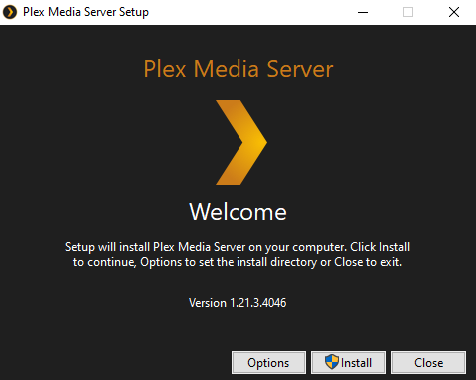 Plex Media Server Setup
Plex Media Server
Welcome
Setup will install Plex Media Server on your computer. Click Install
to continue, Options to set the install directory or Close to exit.
Version 1.21.3.4046
Options
Install
Close